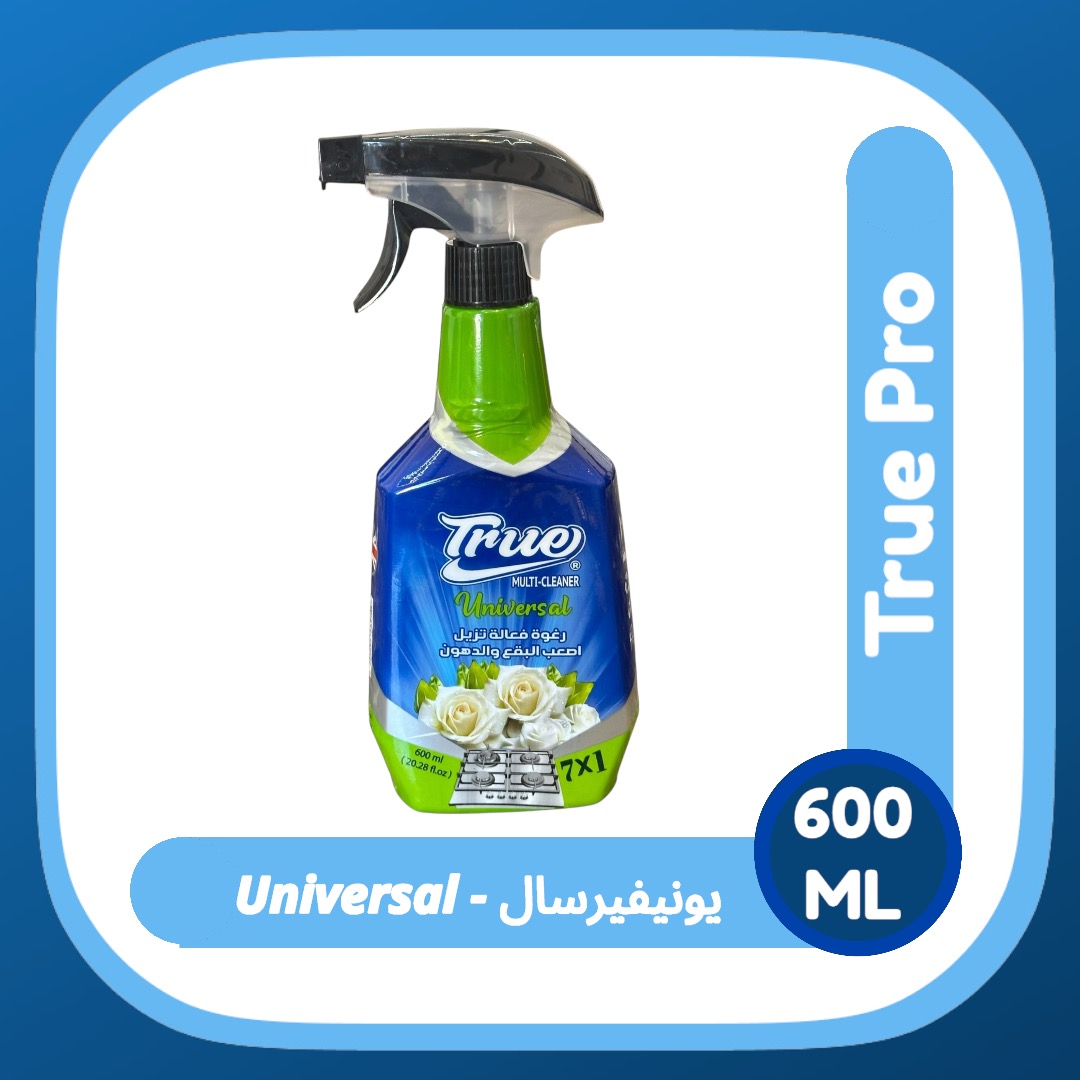 True
®
MULTI-CLEANER
Universal
رغوة فعالة تزيل
اصعب البقع والدهون
600 ml
(20.28 fl.oz)
7X1
True Pro
600
ML
Universal - يونيفيرسال